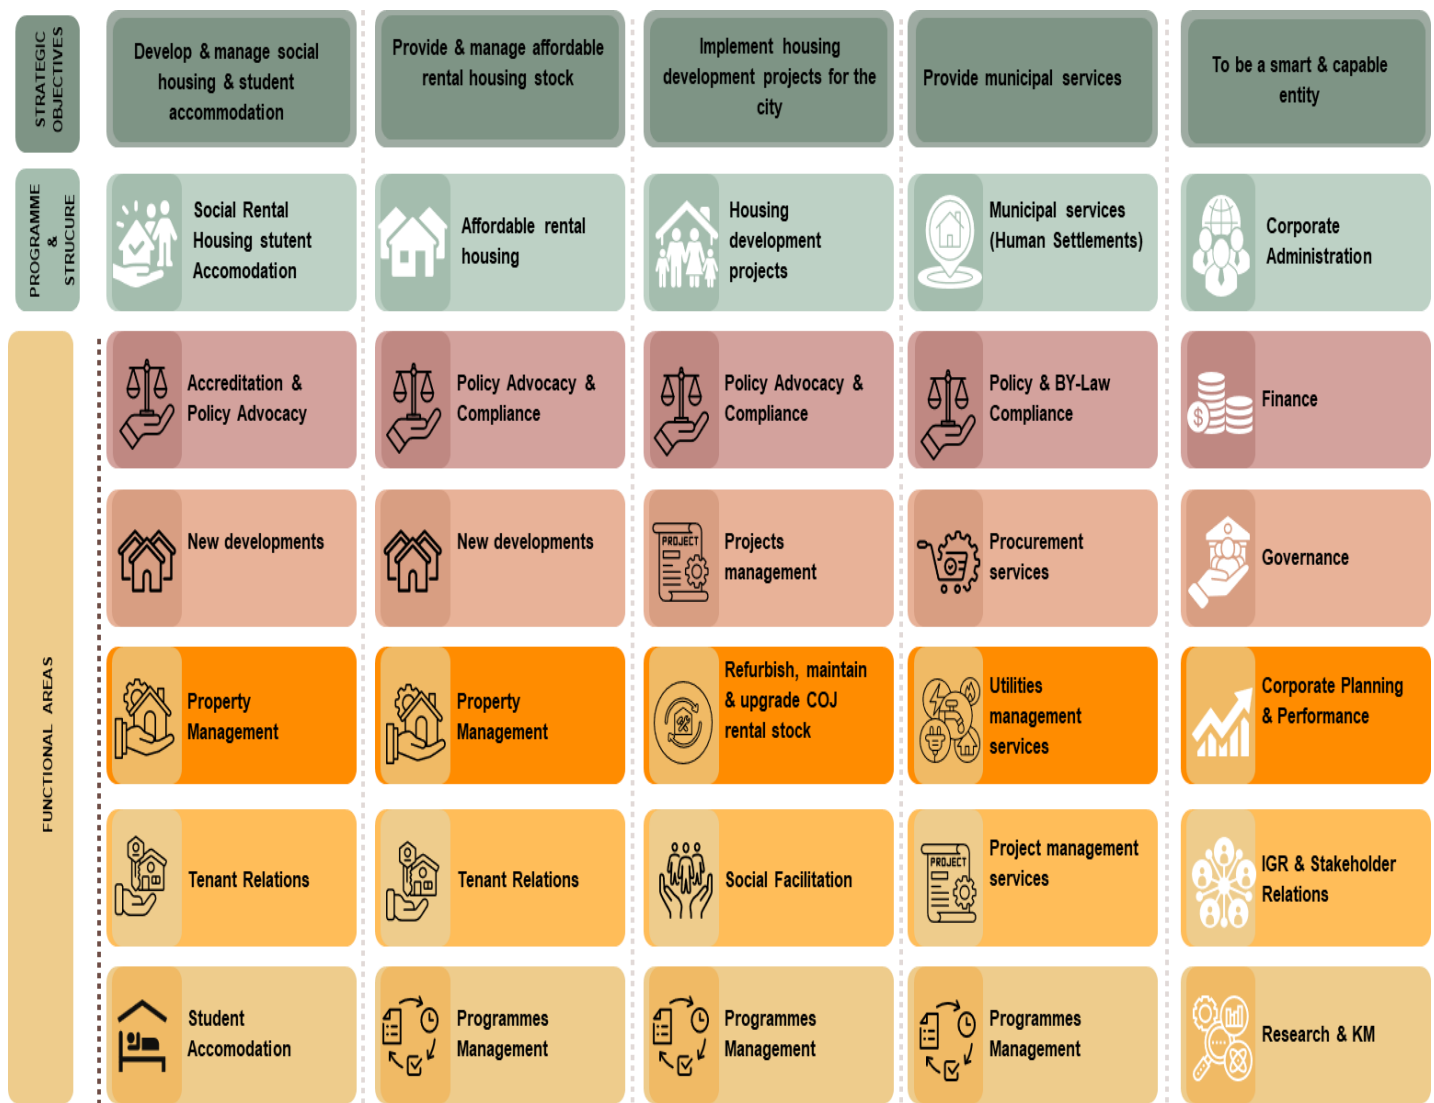 STRATEGIC
OBJECTIVES
Develop & manage social
housing & student
accommodation
Provide & manage affordable
rental housing stock
Implement housing
development projects for the
city
Provide municipal services
To be a smart & capable
entity
PROGRAMME
&
STRUCURE
Social Rental
Housing stutent
Accomodation
Affordable rental
housing
Housing
development
projects
Municipal services
(Human Settlements)
Corporate
Administration
FUNCTIONAL AREAS
Accreditation &
Policy Advocacy
Policy Advocacy &
Compliance
Policy Advocacy &
Compliance
Policy & BY-Law
Compliance
$
Finance
New developments
New developments
PROJECT
Projects
management
Procurement
services
Governance
Property
Management
Property
Management
Refurbish, maintain
& upgrade COJ
rental stock
Utilities
management
services
Corporate Planning
& Performance
Tenant Relations
Tenant Relations
Social Facilitation
PROJECT
Project management
services
IGR & Stakeholder
Relations
Student
Accomodation
Programmes
Management
Programmes
Management
Programmes
Management
Research & KM